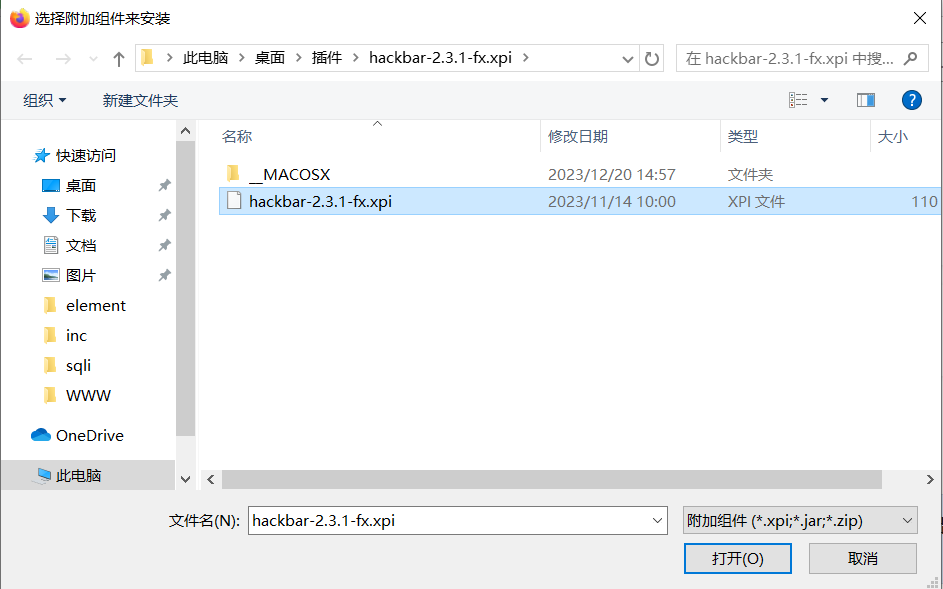 选择附加组件来安装
此电脑 桌面 插件 hackbar-2.3.1-fx.xpi 在 hackbar-2.3.1-fx.xpi 中搜...
组织 新建文件夹 ?
名称 修改日期 类型 大小
快速访问
__MACOSX 2023/12/20 14:57 文件夹
桌面
hackbar-2.3.1-fx.xpi 2023/11/14 10:00 XPI 文件 110
下载
文档
图片
element
inc
sqli
WWW
OneDrive
此电脑
文件名(N): hackbar-2.3.1-fx.xpi 附加组件 (*.xpi;*.jar;*.zip)
打开(O) 取消